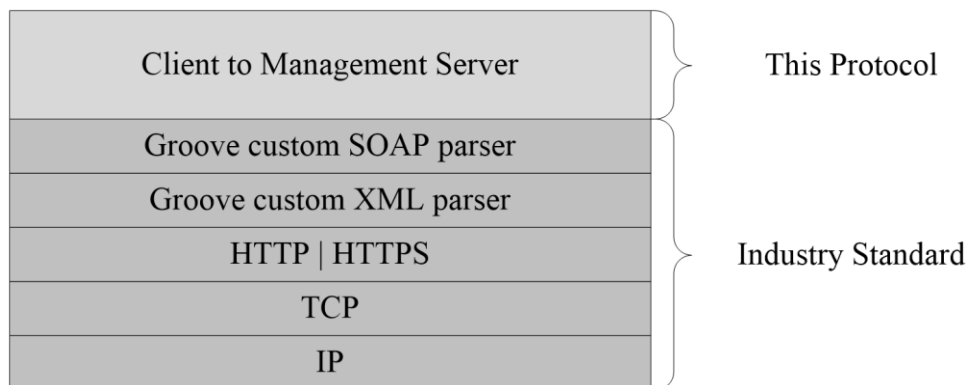 Client to Management Server
This Protocol
Groove custom SOAP parser
Groove custom XML parser
HTTP | HTTPS
Industry Standard
TCP
IP